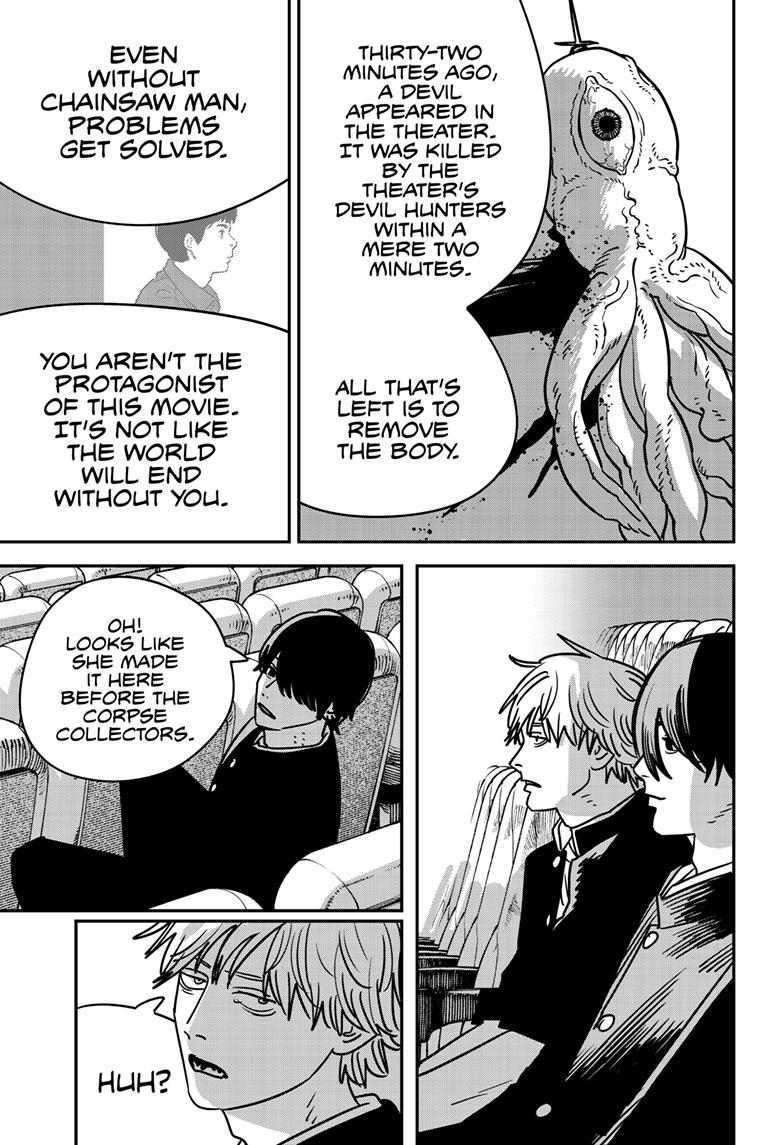 THIRTY-TWO
MINUTES AGO,
A DEVIL
APPEARED IN
THE THEATER.
IT WAS KILLED
BY THE
THEATER'S
DEVIL HUNTERS
WITHIN A
MERE TWO
MINUTES.
ALL THAT'S
LEFT IS TO
REMOVE
THE BODY.
EVEN
WITHOUT
CHAINSAW MAN,
PROBLEMS
GET SOLVED.
YOU AREN'T THE
PROTAGONIST
OF THIS MOVIE.
IT'S NOT LIKE
THE WORLD
WILL END
WITHOUT YOU.
OH!
LOOKS LIKE
SHE MADE
IT HERE
BEFORE THE
CORPSE
COLLECTORS.
HUH?